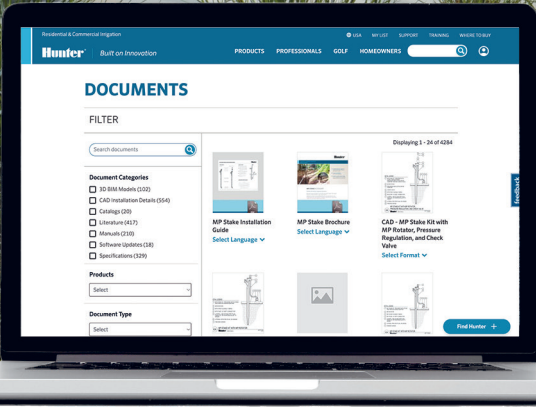 Residential & Commercial Irrigation
USA MY LIST SUPPORT TRAINING WHERE TO BUY
Hunter Built on Innovation
PRODUCTS PROFESSIONALS GOLF HOMEOWNERS
DOCUMENTS
FILTER
Displaying 1 - 24 of 4284
Search documents
Document Categories
3D BIM Models (102)
CAD Installation Details (554)
Catalogs (20)
Literature (417)
Manuals (210)
Software Updates (18)
Specifications (329)
Products
Select
Document Type
Select
MP Stake Installation
Guide
Select Language
Hunter
MP Stake Brochure
Select Language
CAD - MP Stake Kit with
MP Rotator, Pressure
Regulation, and Check
Valve
Select Format
feedback
Find Hunter +